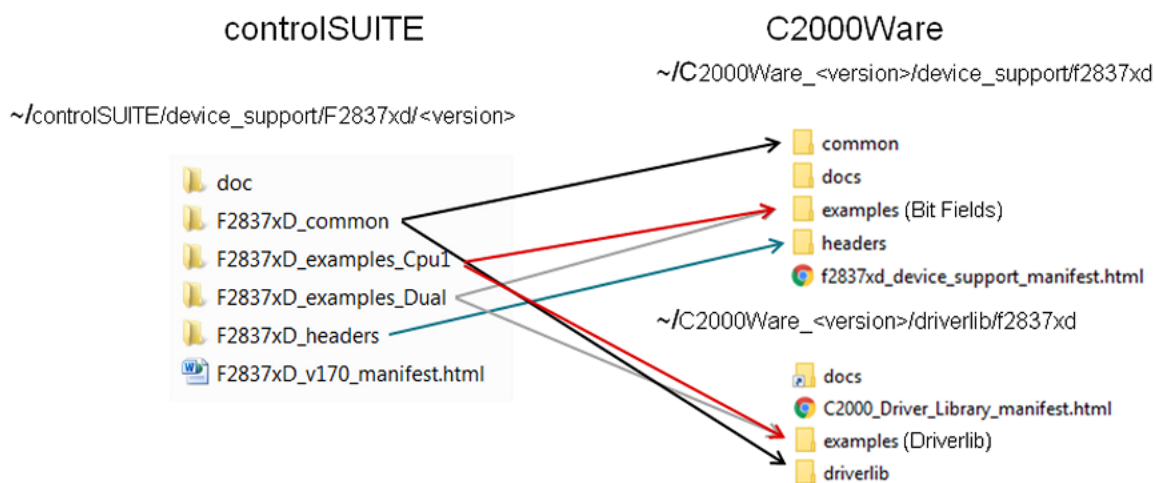 controlSUITE
~/controlSUITE/device_support/F2837xd/<version>
doc
F2837xD_common
F2837xD_examples_Cpu1
F2837xD_examples_Dual
F2837xD_headers
F2837xD_v170_manifest.html
C2000Ware
~/C2000Ware_<version>/device_support/f2837xd
common
docs
examples (Bit Fields)
headers
f2837xd_device_support_manifest.html
~/C2000Ware_<version>/driverlib/f2837xd
docs
C2000_Driver_Library_manifest.html
examples (Driverlib)
driverlib